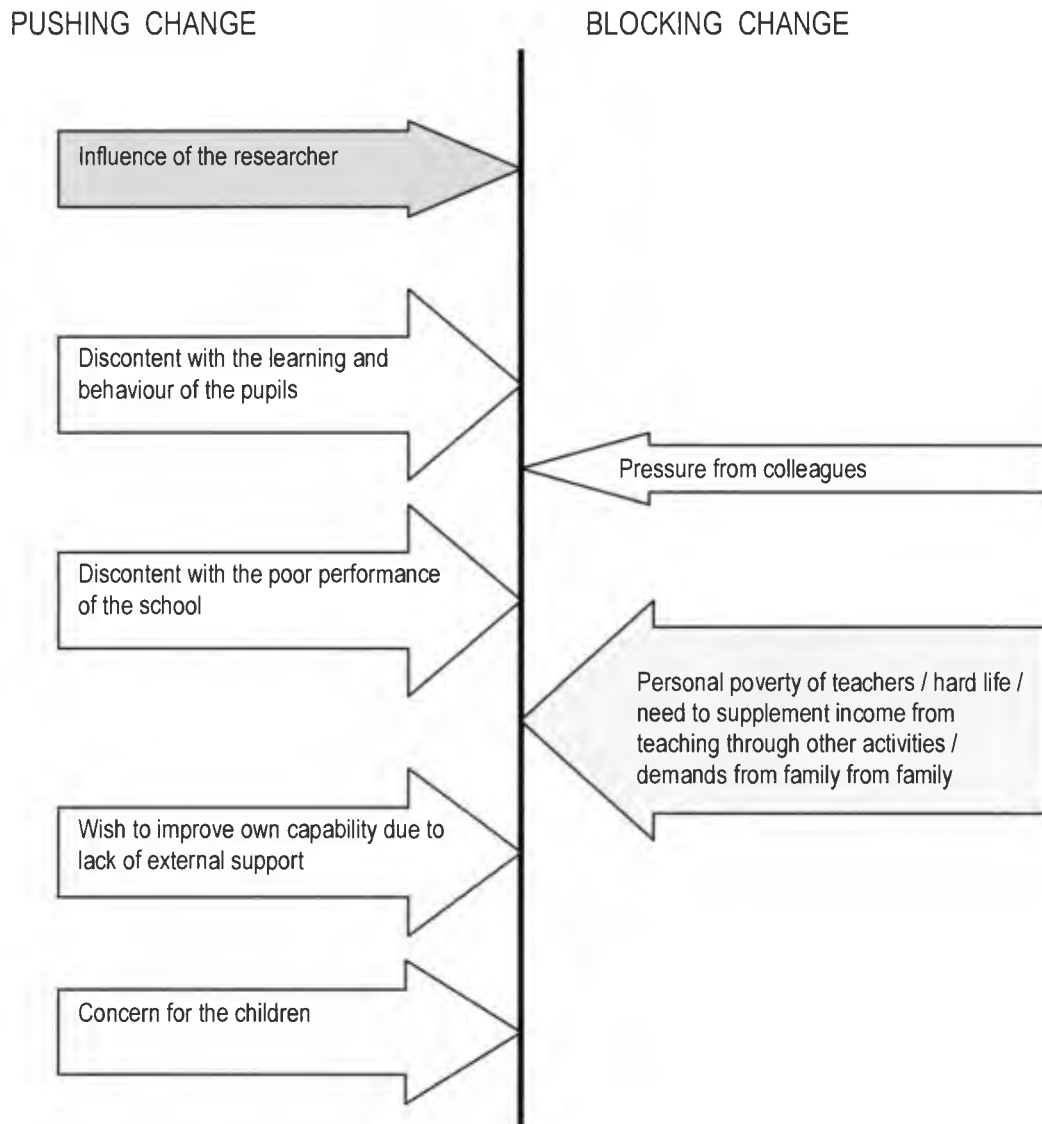 PUSHING CHANGE
BLOCKING CHANGE
Influence of the researcher
Discontent with the learning and
behaviour of the pupils
Pressure from colleagues
Discontent with the poor performance
of the school
Personal poverty of teachers / hard life /
need to supplement income from
teaching through other activities /
demands from family from family
Wish to improve own capability due to
lack of external support
Concern for the children